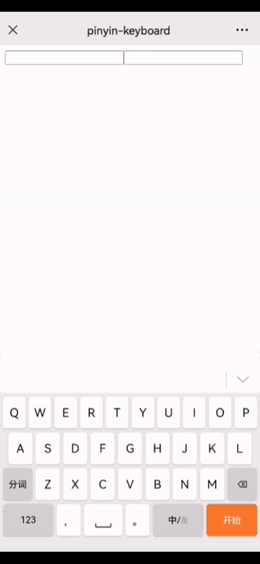 pinyin-keyboard
Q W E R T Y U I O P
A S D F G H J K L
分词 Z X C V B N M
123 , 。 中/英 开始